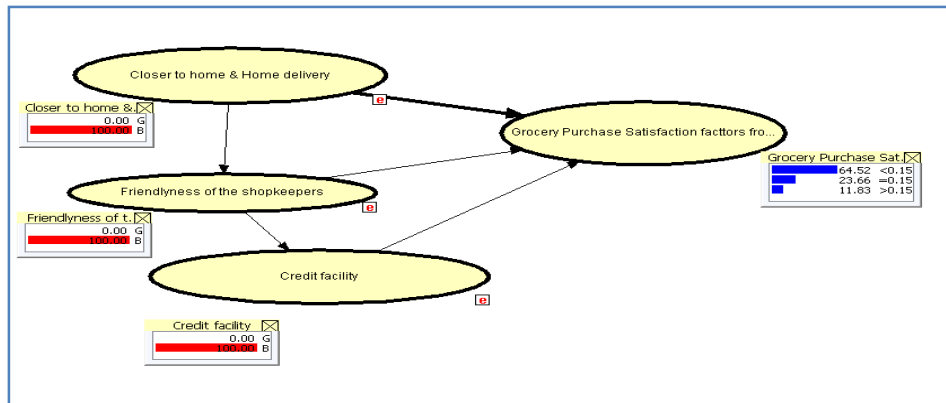 Closer to home & Home delivery
e
Closer to home &.
0.00 G
100.00 B
Grocery Purchase Satisfaction facttors fro...
Grocery Purchase Sat.
64.52 <0.15
23.66 =0.15
11.83 >0.15
Friendlyness of the shopkeepers
e
Friendlyness of t.
0.00 G
100.00 B
Credit facility
e
Credit facility
0.00 G
100.00 B